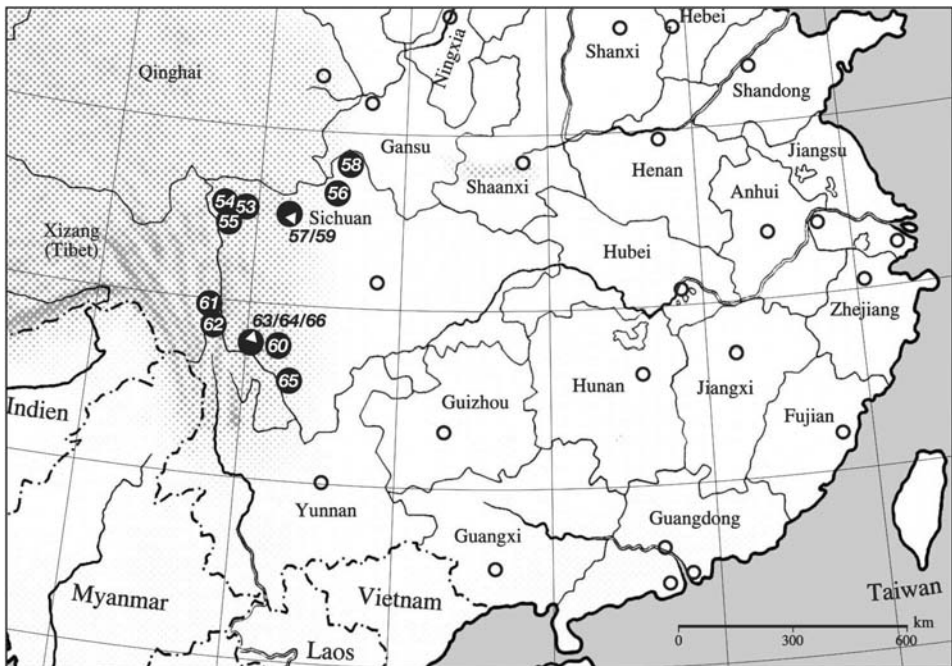 Hebei
Shanxi
Ningxia
Qinghai
Shandong
Gansu
Jiangsu
Henan
58
Shaanxi
56
Anhui
54
53
Sichuan
55
57/59
Xizang
(Tibet)
Hubei
61
Zhejiang
62
63/64/66
60
65
Hunan
Jiangxi
Guizhou
Indien
Fujian
Yunnan
Guangdong
Guangxi
Myanmar
Vietnam
Taiwan
Laos
km
0
300
600